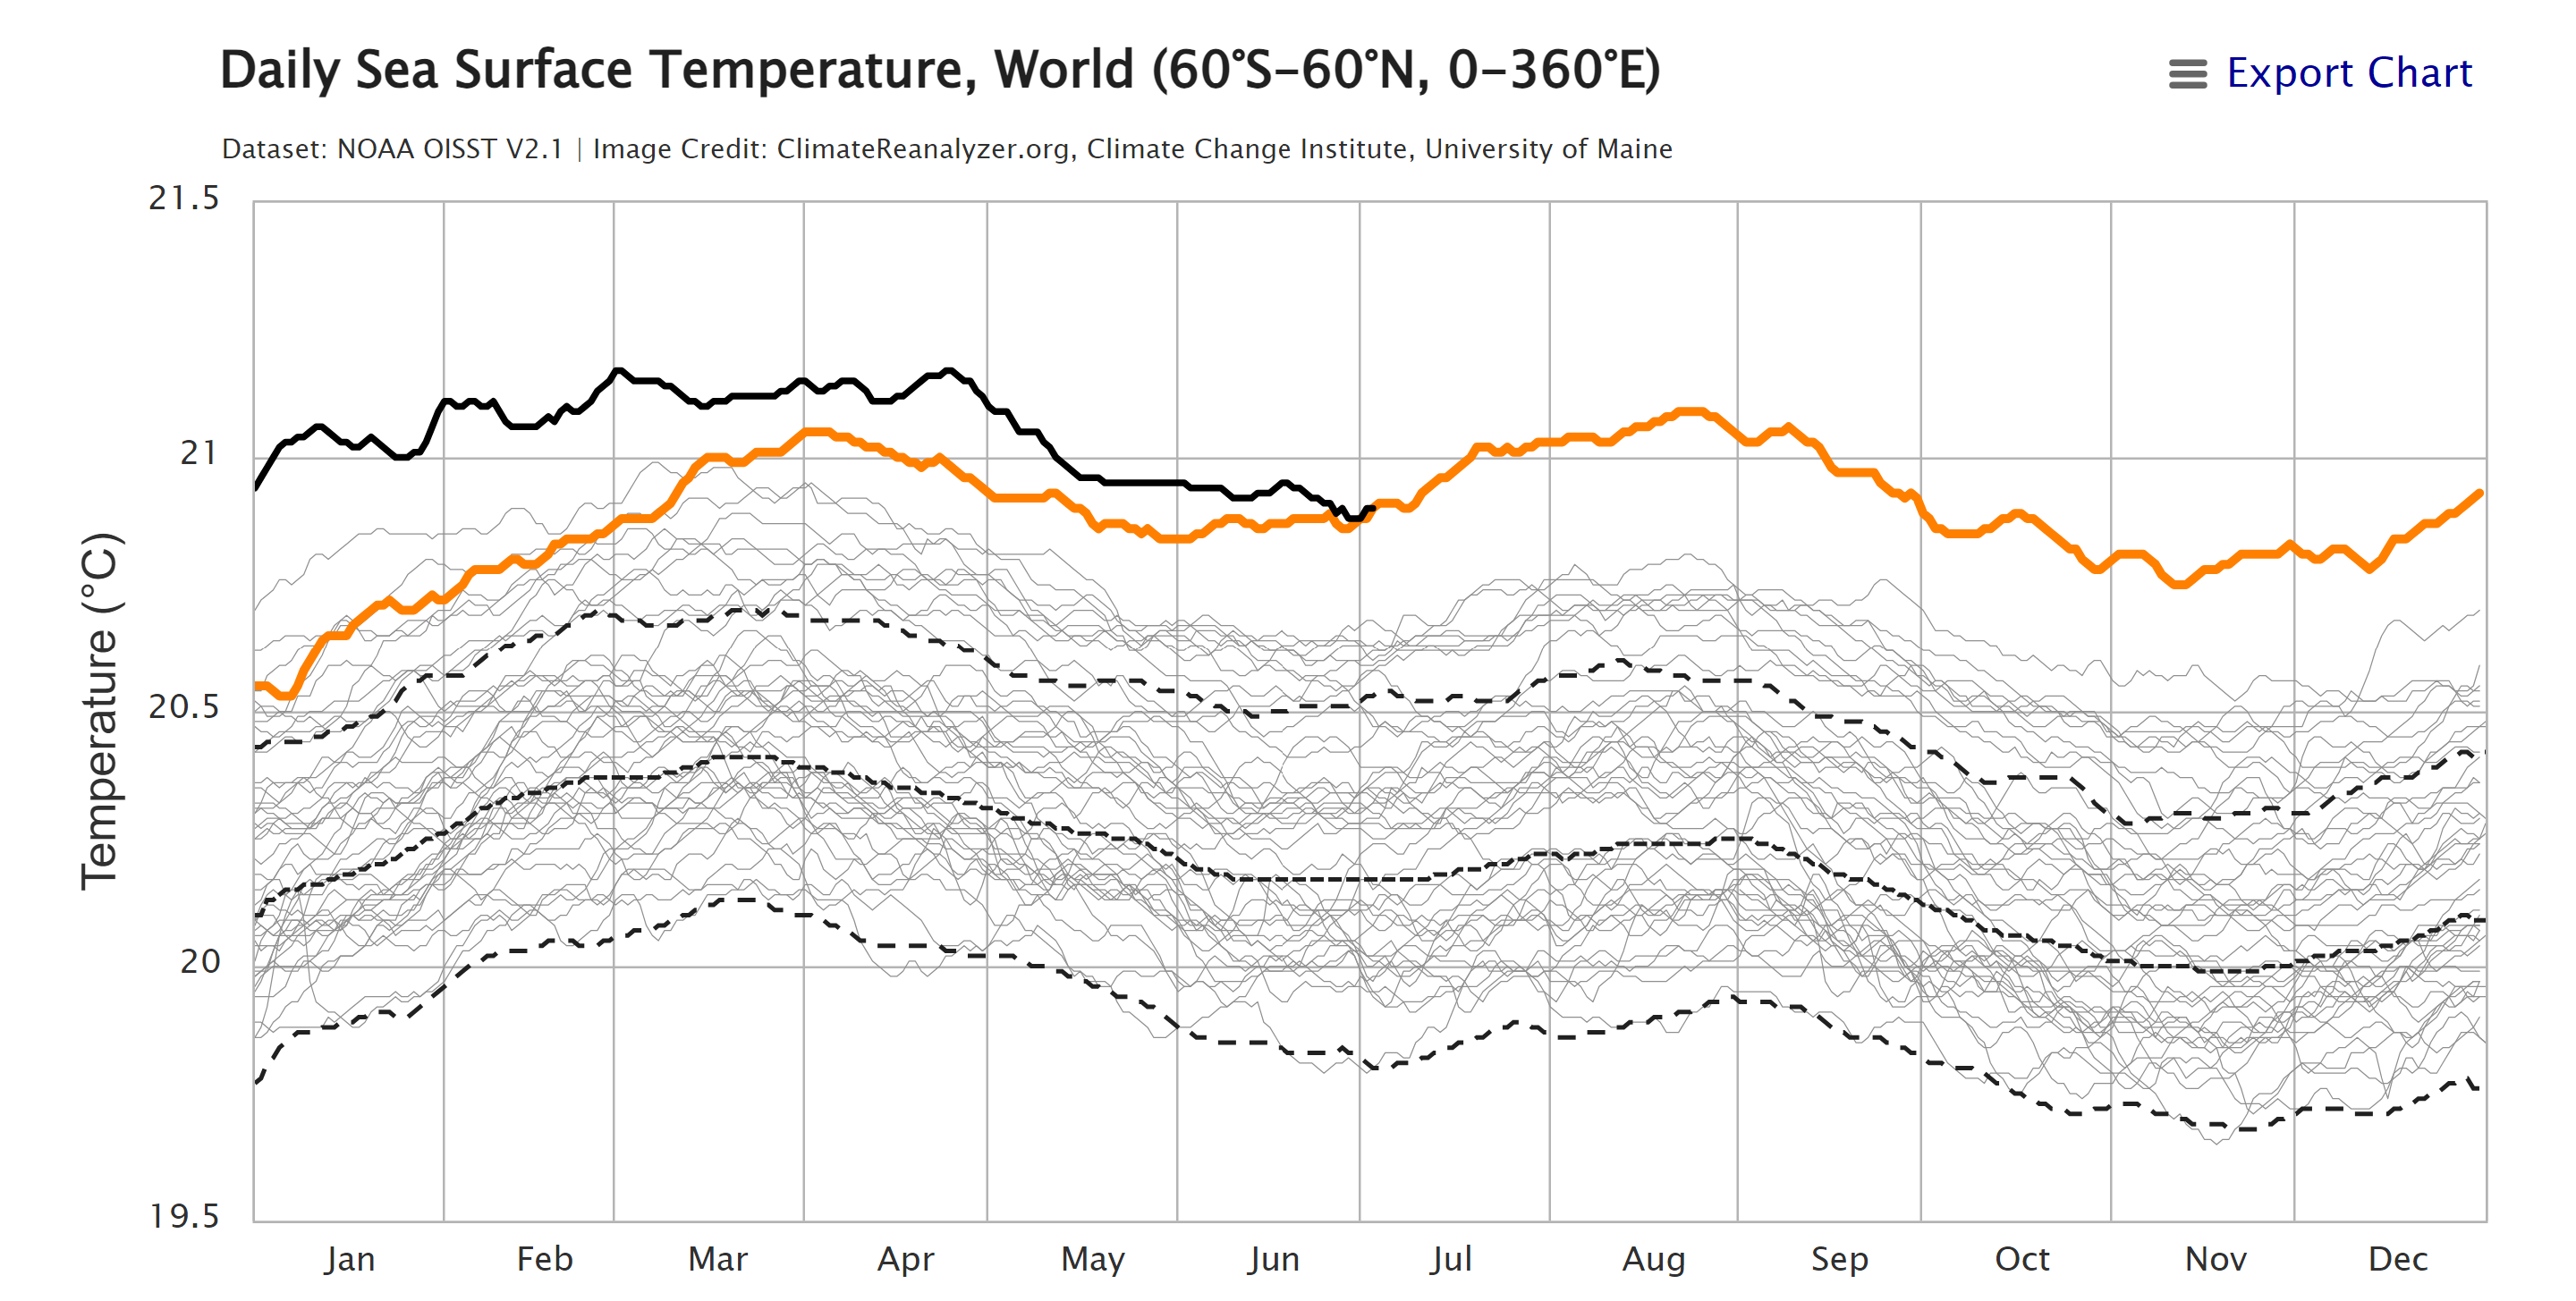 Daily Sea Surface Temperature, World (60°S–60°N, 0–360°E)
Export Chart
Dataset: NOAA OISST V2.1 | Image Credit: ClimateReanalyzer.org, Climate Change Institute, University of Maine
21.5
21
20.5
20
19.5
Temperature (°C)
Jan Feb Mar Apr May Jun Jul Aug Sep Oct Nov Dec